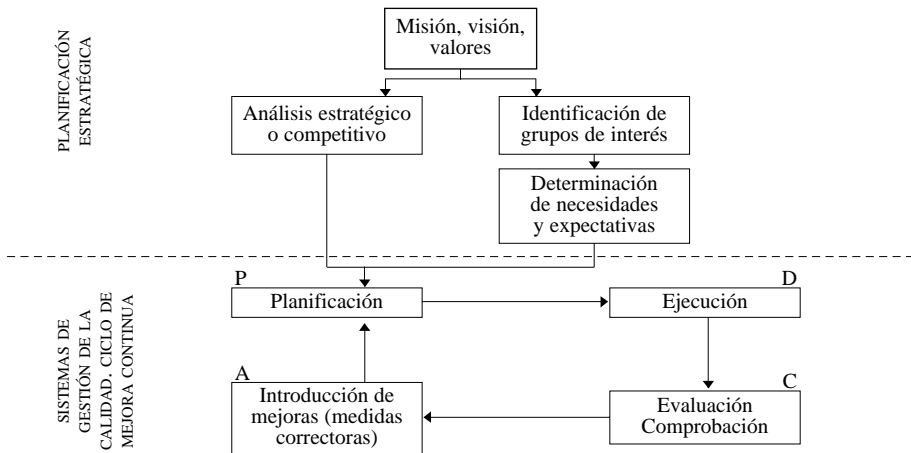 PLANIFICACIÓN
ESTRATÉGICA
Misión, visión,
valores
Análisis estratégico
o competitivo
Identificación de
grupos de interés
Determinación
de necesidades
y expectativas
SISTEMAS DE
GESTIÓN DE LA
CALIDAD. CICLO DE
MEJORA CONTINUA
P
Planificación
D
Ejecución
A
Introducción de
mejoras (medidas
correctoras)
C
Evaluación
Comprobación